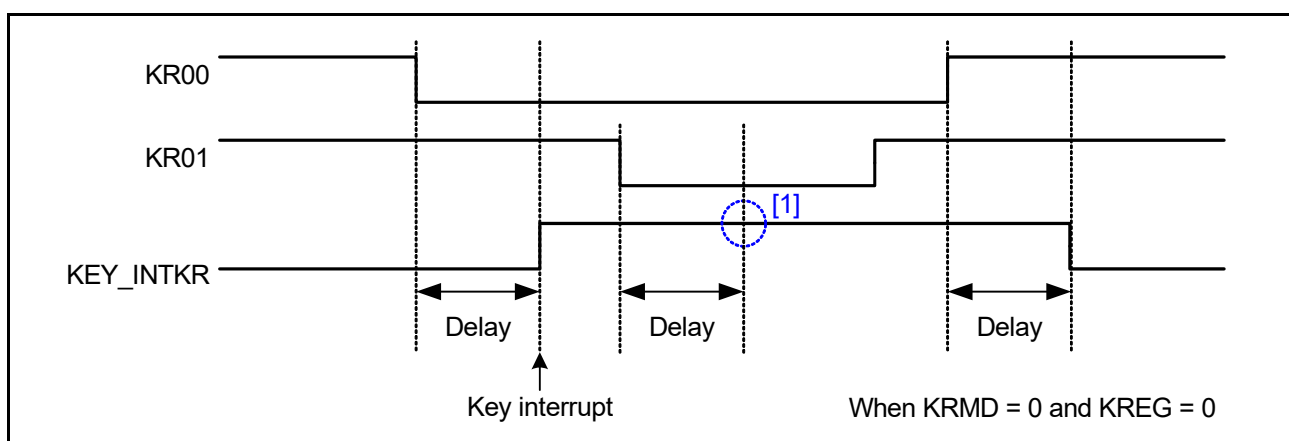 KR00
KR01
[1]
KEY_INTKR
Delay Delay Delay
Key interrupt When KRMD = 0 and KREG = 0